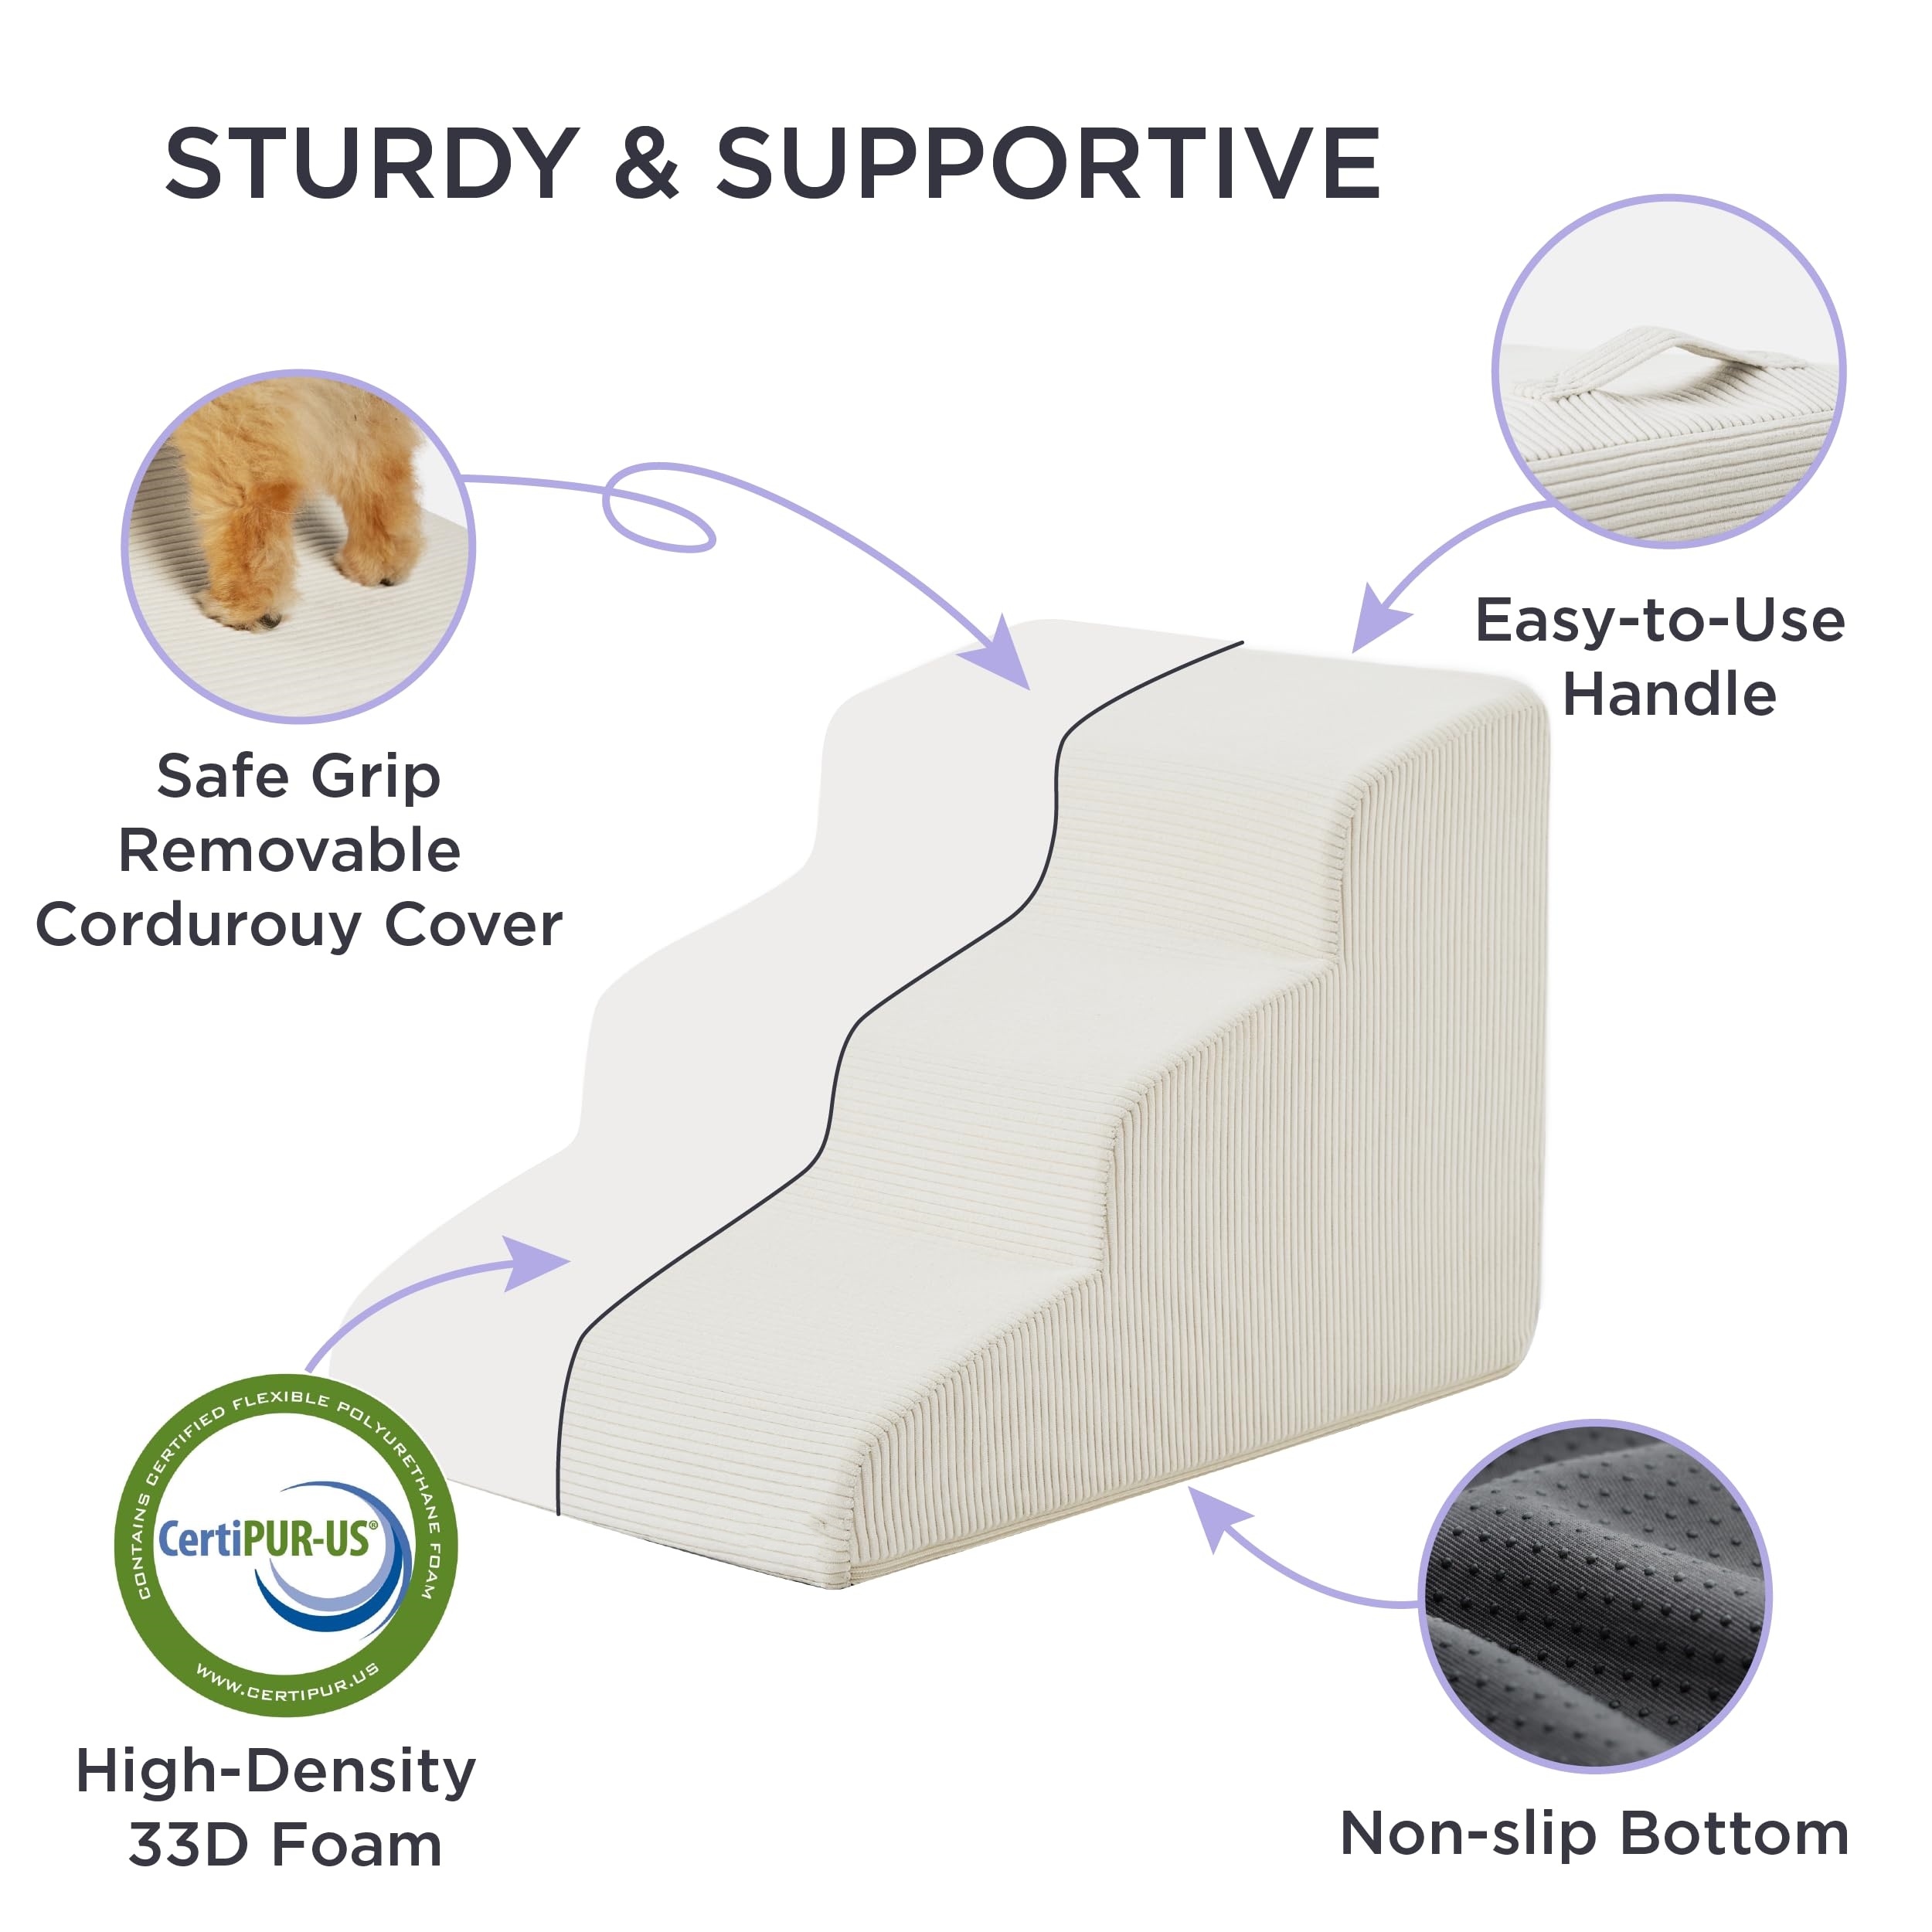 STURDY & SUPPORTIVE
Easy-to-Use
Handle
Safe Grip
Removable
Cordurouy Cover
CONTAINS CERTIFIED FLEXIBLE POLYURETHANE FOAM
CertiPUR-US®
WWW.CERTIPUR.US
High-Density
33D Foam
Non-slip Bottom